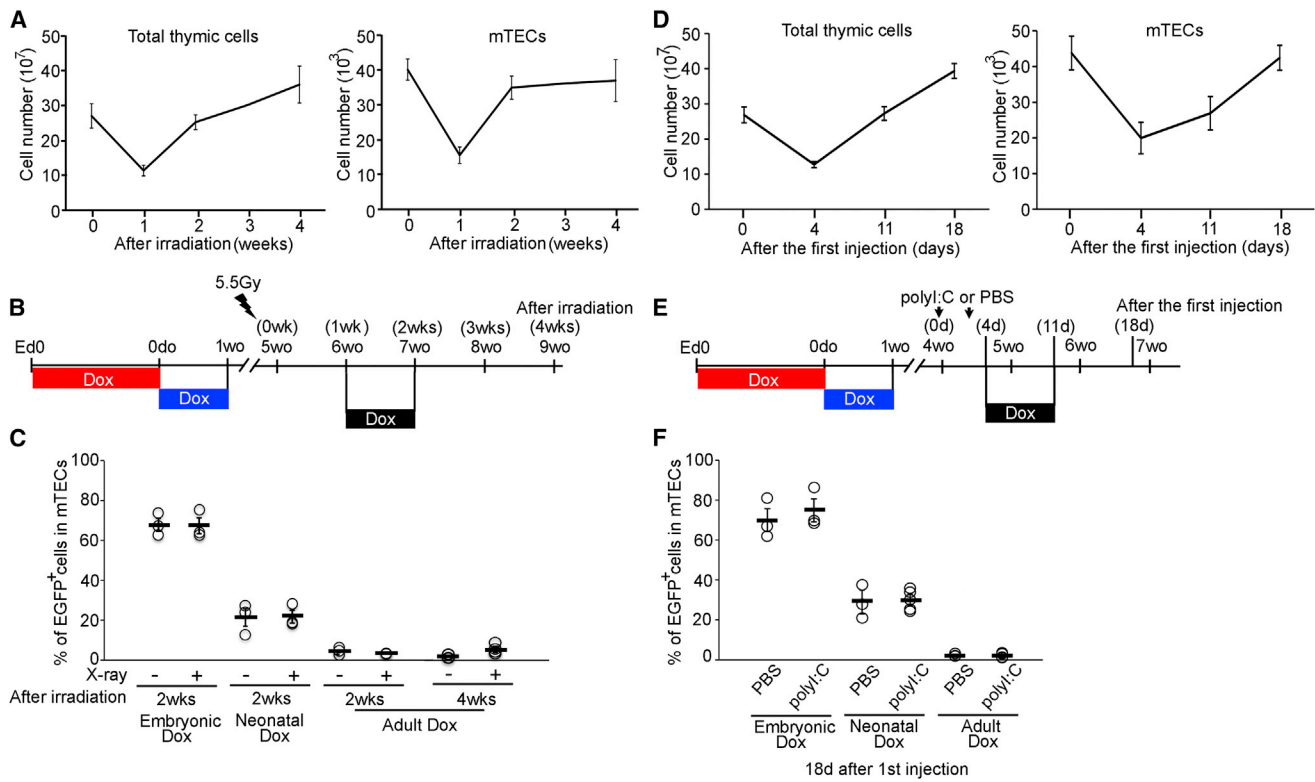 A
Total thymic cells
Cell number (10⁷)
50
40
30
20
10
0
0 1 2 3 4
After irradiation (weeks)
mTECs
Cell number (10³)
50
40
30
20
10
0
0 1 2 3 4
After irradiation (weeks)
B
5.5Gy
After irradiation
(0wk) (1wk) (2wks) (3wks) (4wks)
Ed0 0do 1wo 5wo 6wo 7wo 8wo 9wo
Dox
Dox
Dox
C
% of EGFP⁺cells in mTECs
100
80
60
40
20
0
X-ray - + - + - + - +
After irradiation 2wks 2wks 2wks 4wks
Embryonic Dox
Neonatal Dox
Adult Dox
D
Total thymic cells
Cell number (10⁷)
50
40
30
20
10
0
0 4 11 18
After the first injection (days)
mTECs
Cell number (10³)
50
40
30
20
10
0
0 4 11 18
After the first injection (days)
E
polyI:C or PBS
After the first injection
(0d) (4d) (11d) (18d)
Ed0 0do 1wo 4wo 5wo 6wo 7wo
Dox
Dox
Dox
F
% of EGFP⁺cells in mTECs
100
80
60
40
20
0
PBS polyI:C PBS polyI:C PBS polyI:C
Embryonic Dox
Neonatal Dox
Adult Dox
18d after 1st injection